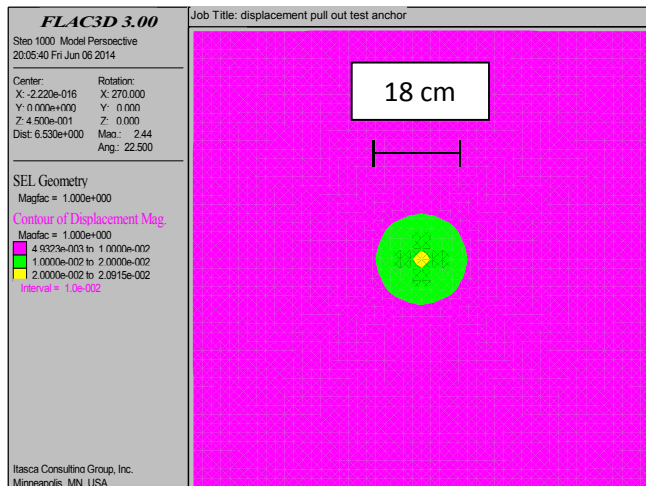 FLAC3D 3.00
Step 1000 Model Perspective
20:05:40 Fri Jun 06 2014
Center:
X: -2.220e-016
Y: 0.000e+000
Z: 4.500e-001
Dist: 6.530e+000
Rotation:
X: 270.000
Y: 0.000
Z: 0.000
Mag.: 2.44
Ang.: 22.500
SEL Geometry
Magfac = 1.000e+000
Contour of Displacement Mag.
Magfac = 1.000e+000
4.9323e-003 to 1.0000e-002
1.0000e-002 to 2.0000e-002
2.0000e-002 to 2.0915e-002
Interval = 1.0e-002
Itasca Consulting Group, Inc.
Minneapolis, MN USA
Job Title: displacement pull out test anchor
18 cm